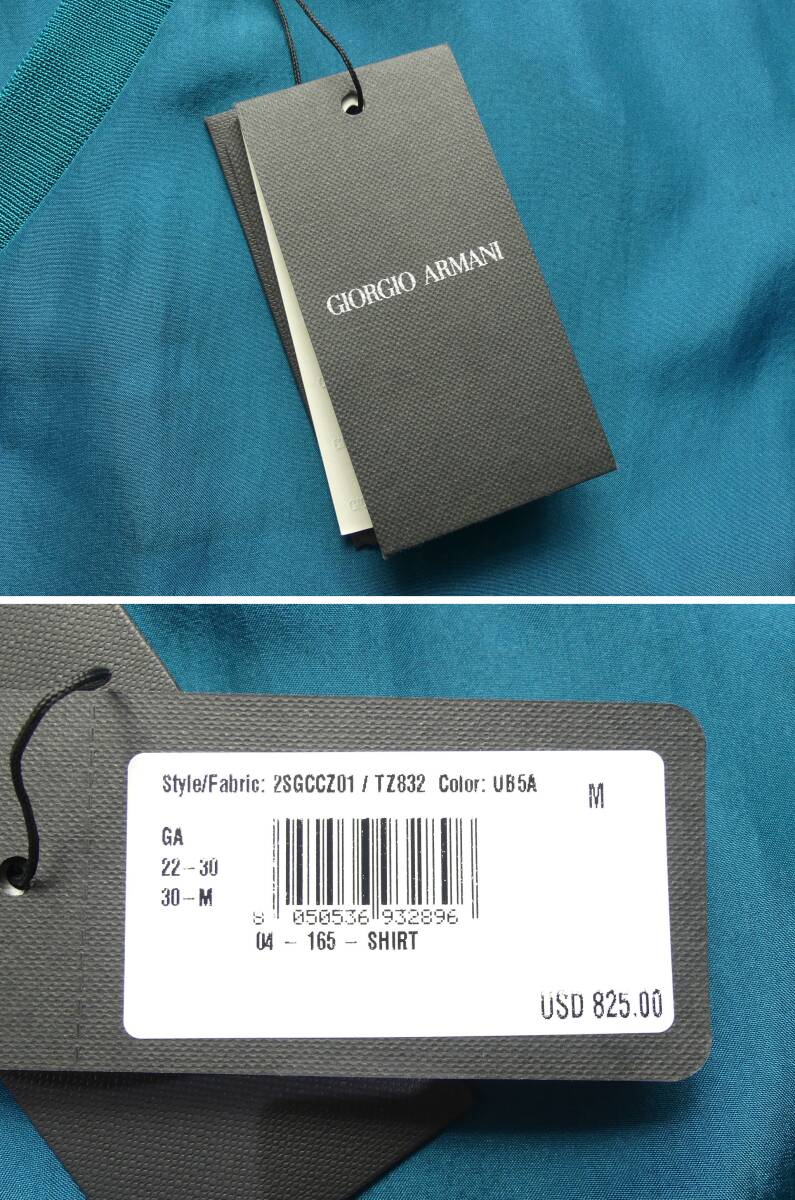 GIORGIO ARMANI
Style/Fabric: 2SGCCZ01 / TZ832 Color: UB5A
M
GA
22-30
30-M
8 050536 932896
04 - 165 - SHIRT
USD 825.00